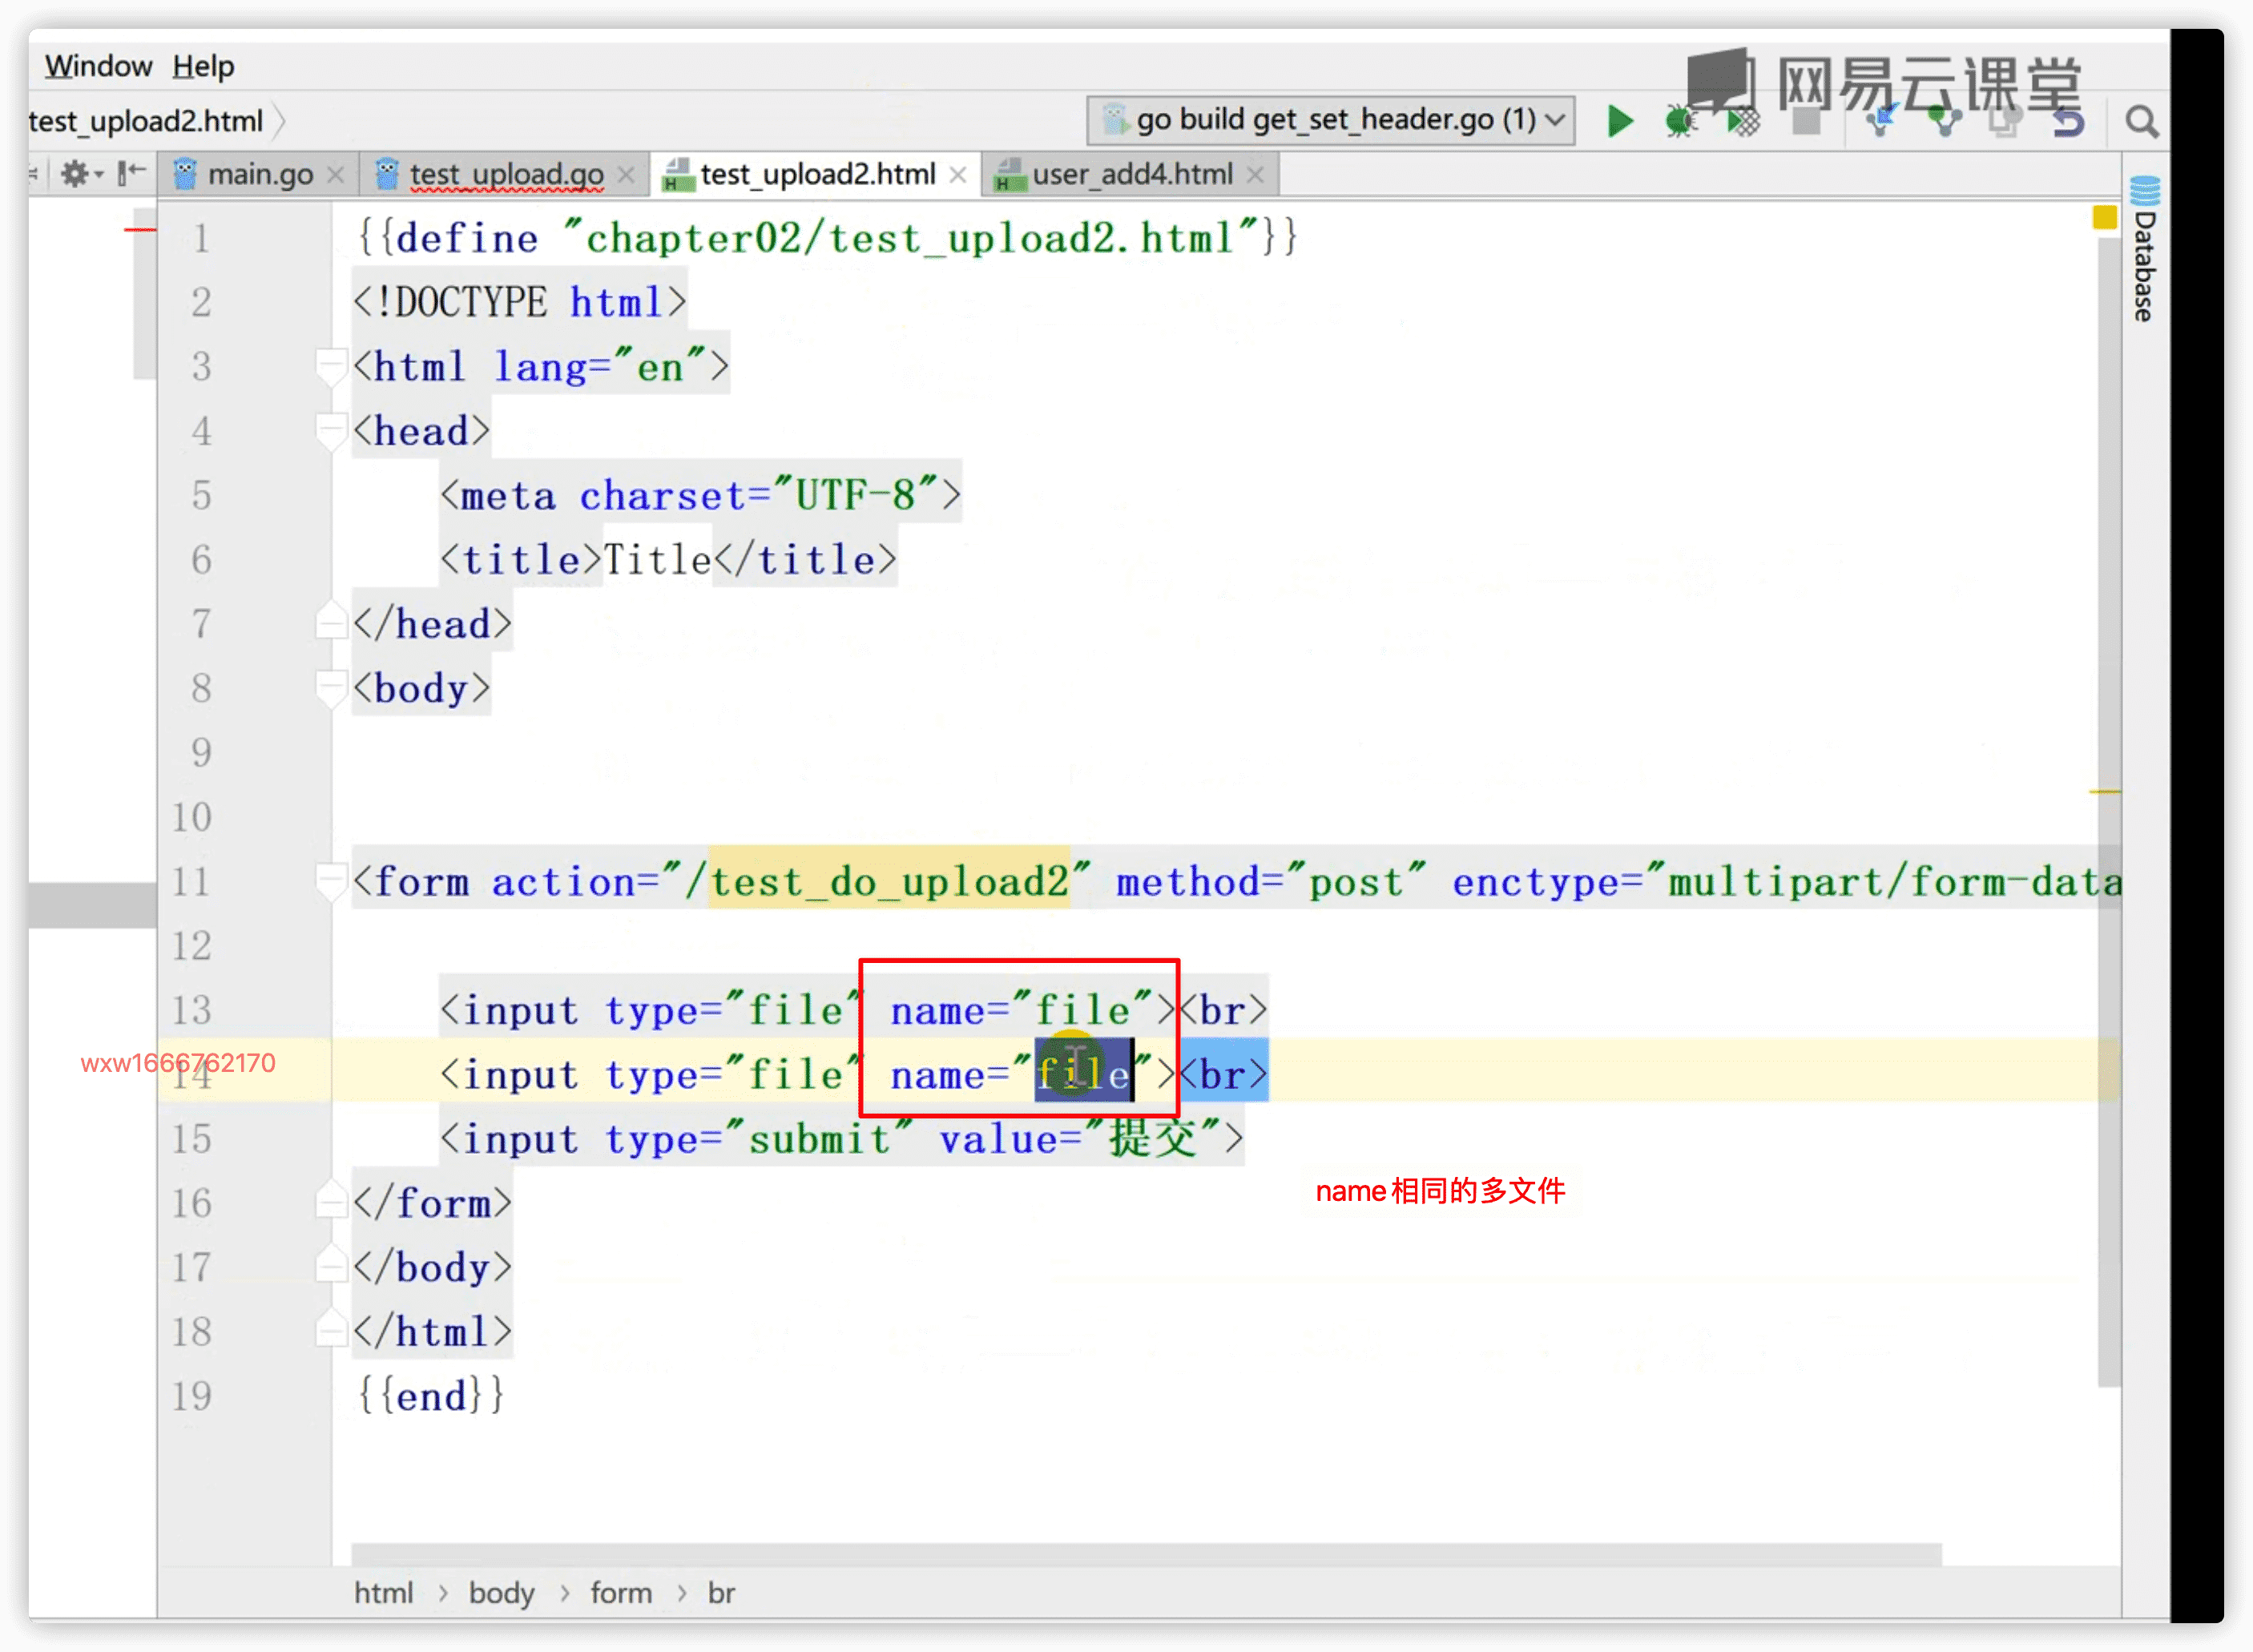 Window Help
网易云课堂
test_upload2.html
go build get_set_header.go (1)
main.go
test_upload.go
test_upload2.html
user_add4.html
Database
1 {{define "chapter02/test_upload2.html"}}
2 <!DOCTYPE html>
3 <html lang="en">
4 <head>
5 <meta charset="UTF-8">
6 <title>Title</title>
7 </head>
8 <body>
9
10
11 <form action="/test_do_upload2" method="post" enctype="multipart/form-data
12
13 <input type="file" name="file"><br>
14 <input type="file" name="file"><br>
wxw1666762170
15 <input type="submit" value="提交">
name相同的多文件
16 </form>
17 </body>
18 </html>
19 {{end}}
html › body › form › br